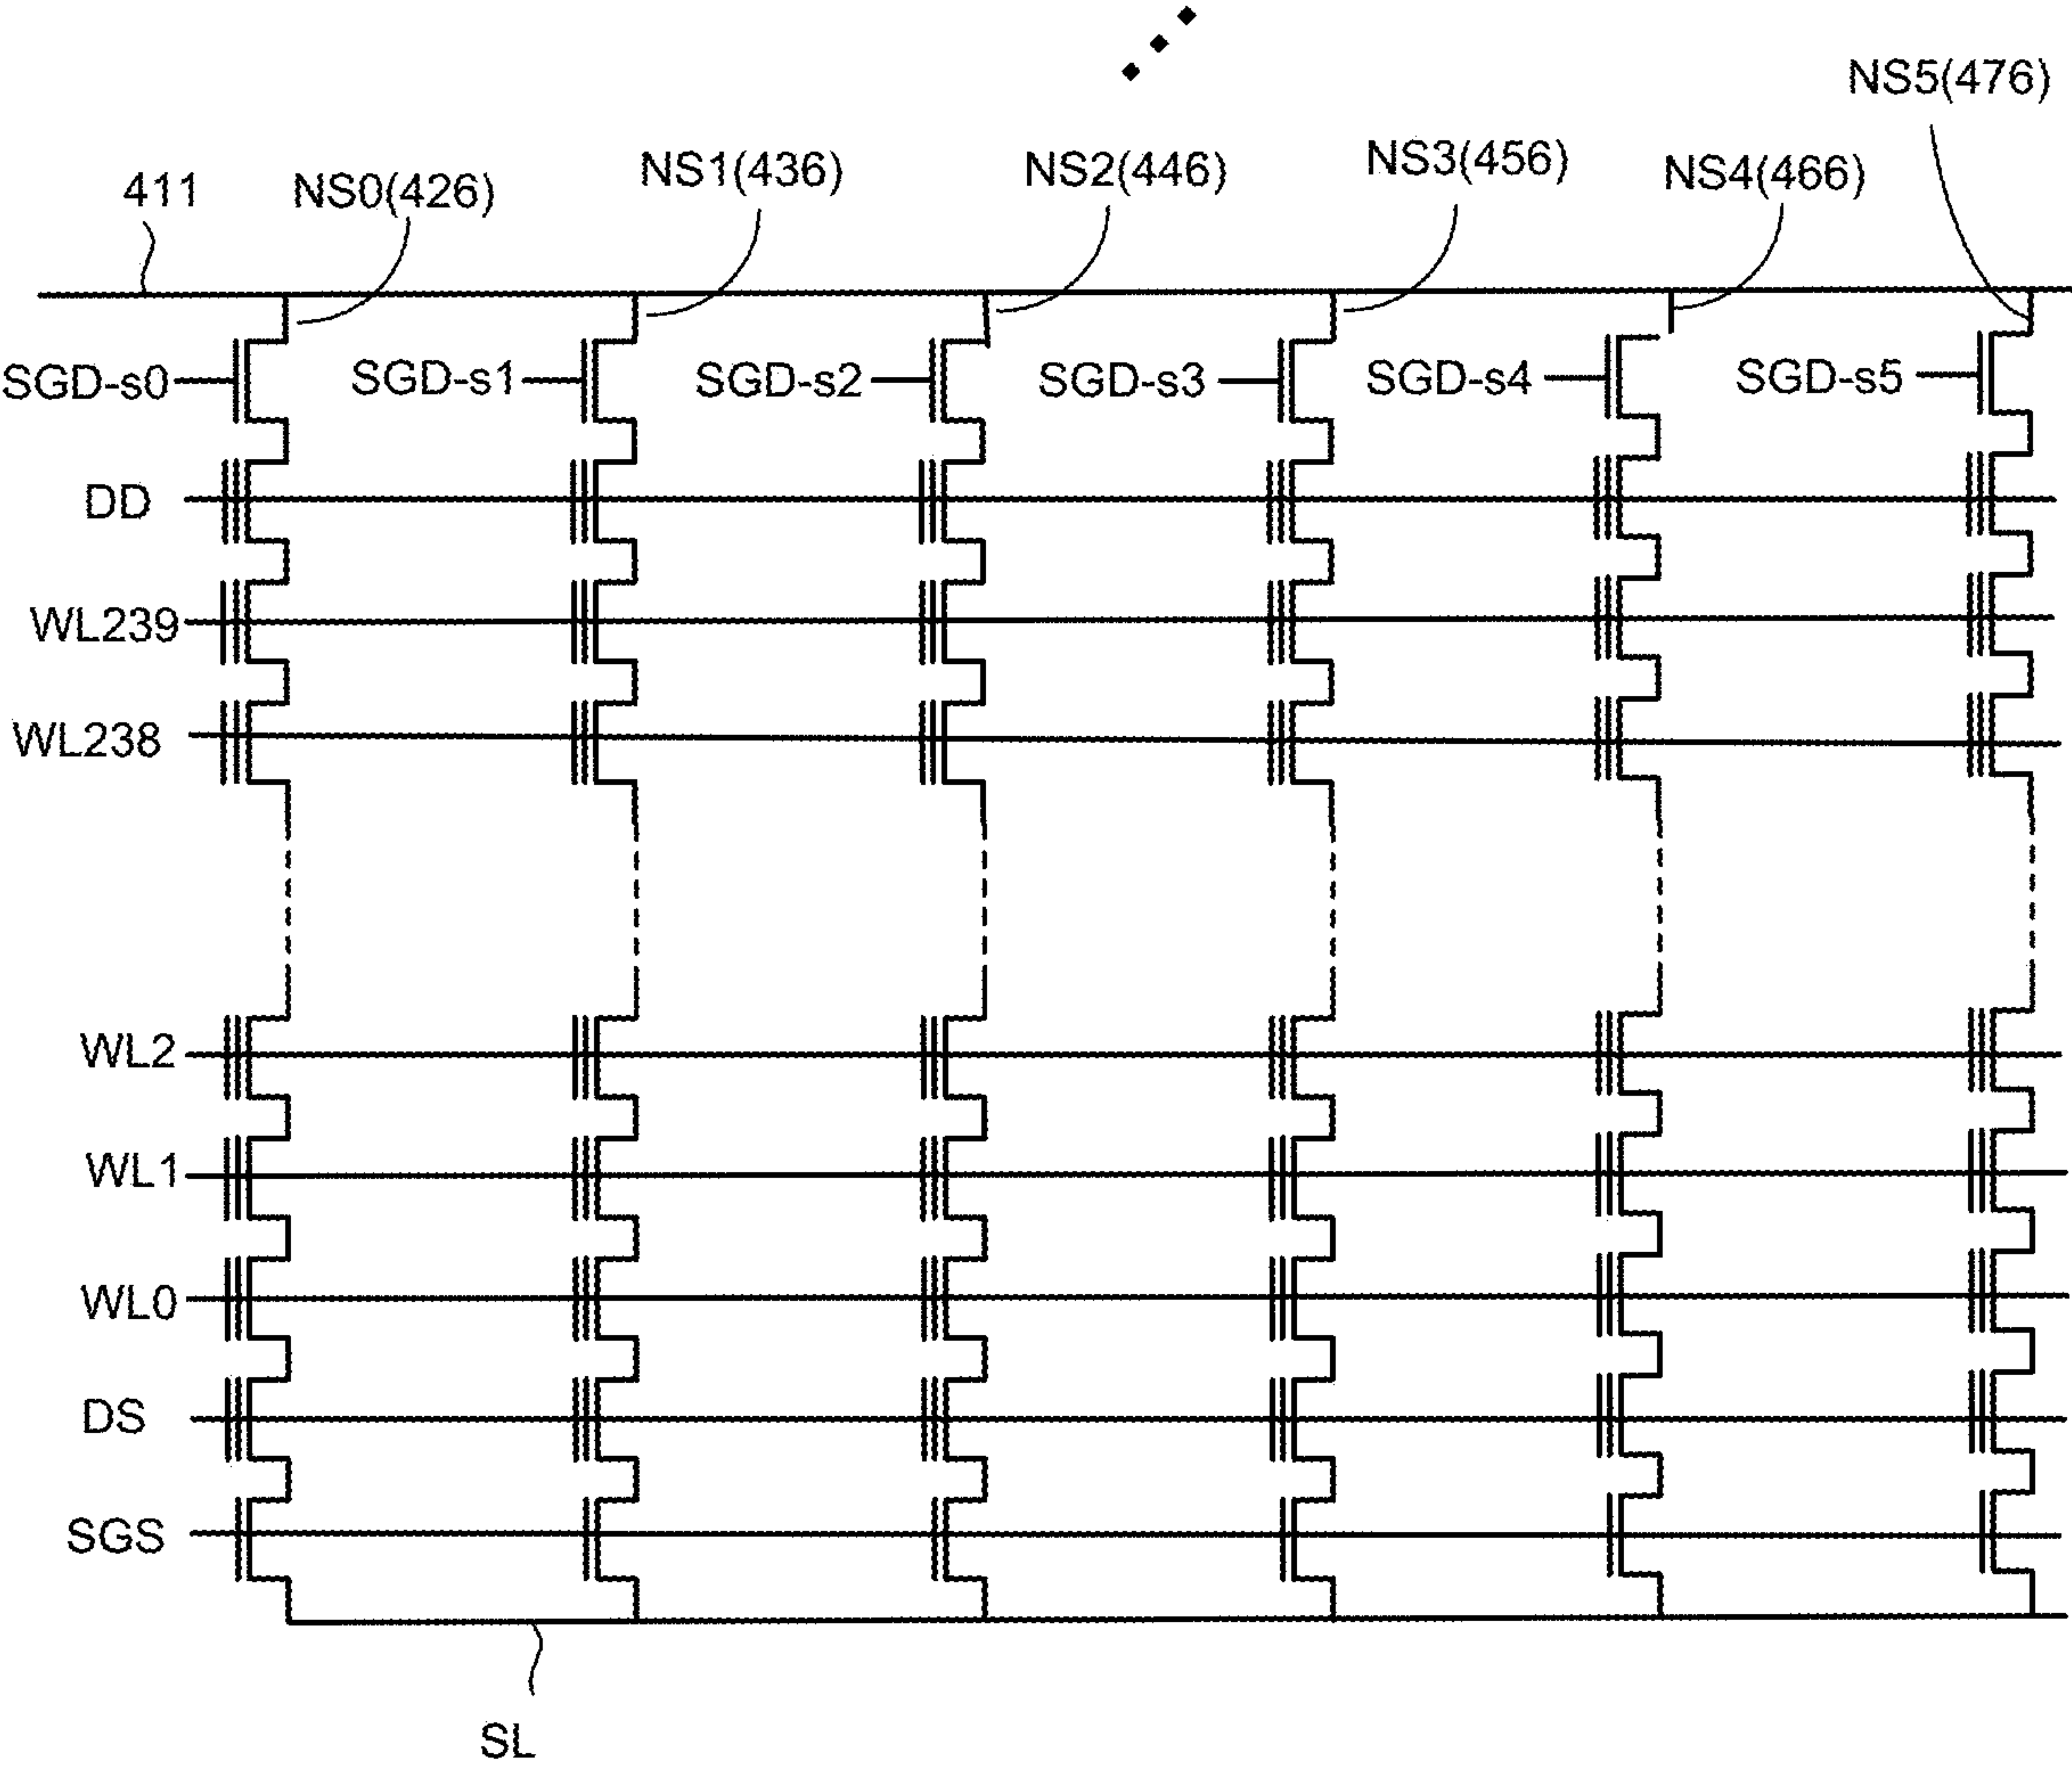 NS5(476)
NS3(456)
NS1(436)
NS2(446)
NS4(466)
411
NS0(426)
SGD-s0
SGD-s1
SGD-s2
SGD-s3
SGD-s4
SGD-s5
DD
WL239
WL238
WL2
WL1
WL0
DS
SGS
SL